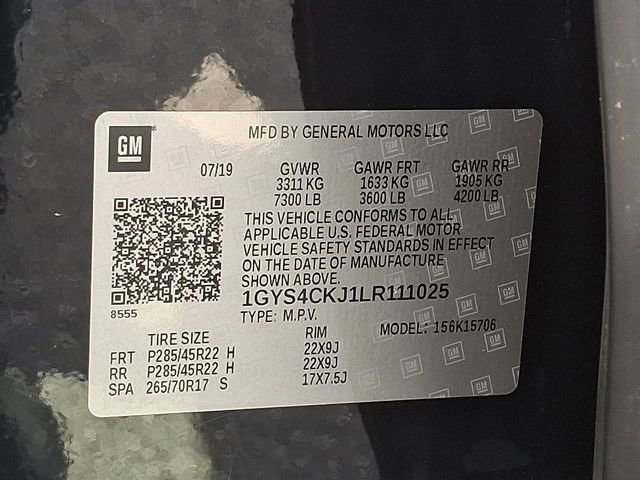 GM
MFD BY GENERAL MOTORS LLC
07/19 GVWR GAWR FRT GAWR RR
3311 KG 1633 KG 1905 KG
7300 LB 3600 LB 4200 LB
THIS VEHICLE CONFORMS TO ALL
APPLICABLE U.S. FEDERAL MOTOR
VEHICLE SAFETY STANDARDS IN EFFECT
ON THE DATE OF MANUFACTURE
SHOWN ABOVE.
1GYS4CKJ1LR111025
8555 TYPE: M.P.V. MODEL: 156K15706
TIRE SIZE RIM
FRT P285/45R22 H 22X9J
RR P285/45R22 H 22X9J
SPA 265/70R17 S 17X7.5J